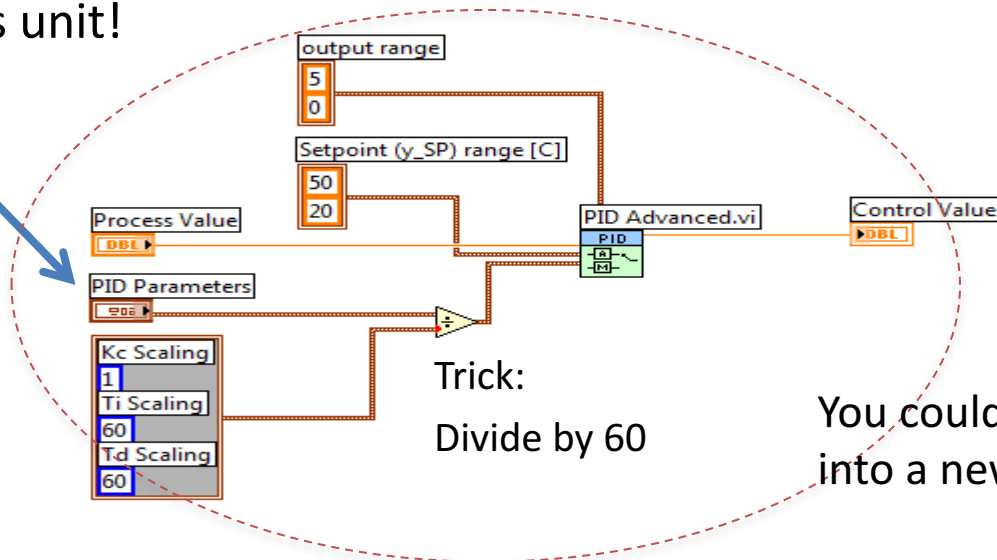 s unit!
output range
5
0
Setpoint (y_SP) range [C]
50
20
Process Value
DBL
PID Advanced.vi
PID
A
M
Control Value
DBL
PID Parameters
÷
Kc Scaling
1
Ti Scaling
60
Td Scaling
60
Trick:
Divide by 60
You could
into a new